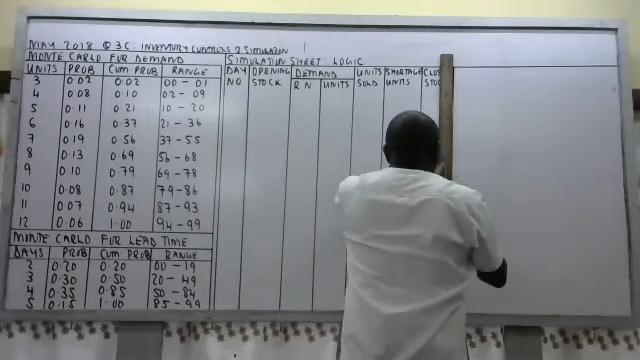 MAY 2018 Q3C: INVENTORY CONTROLS & SIMULATION
MONTE CARLO FOR DEMAND
UNITS PROB CUM PROB RANGE
3 0.02 0.02 00 - 01
4 0.08 0.10 02 - 09
5 0.11 0.21 10 - 20
6 0.16 0.37 21 - 36
7 0.19 0.56 37 - 55
8 0.13 0.69 56 - 68
9 0.10 0.79 69 - 78
10 0.08 0.87 79 - 86
11 0.07 0.94 87 - 93
12 0.06 1.00 94 - 99
MONTE CARLO FOR LEAD TIME
DAYS PROB CUM PROB RANGE
2 0.20 0.20 00 - 19
3 0.30 0.50 20 - 49
4 0.35 0.85 50 - 84
5 0.15 1.00 85 - 99
SIMULATION SHEET: LOGIC
DAY OPENING DEMAND UNITS SHORTAGE CLOS
NO STOCK R N UNITS SOLD UNITS STOC